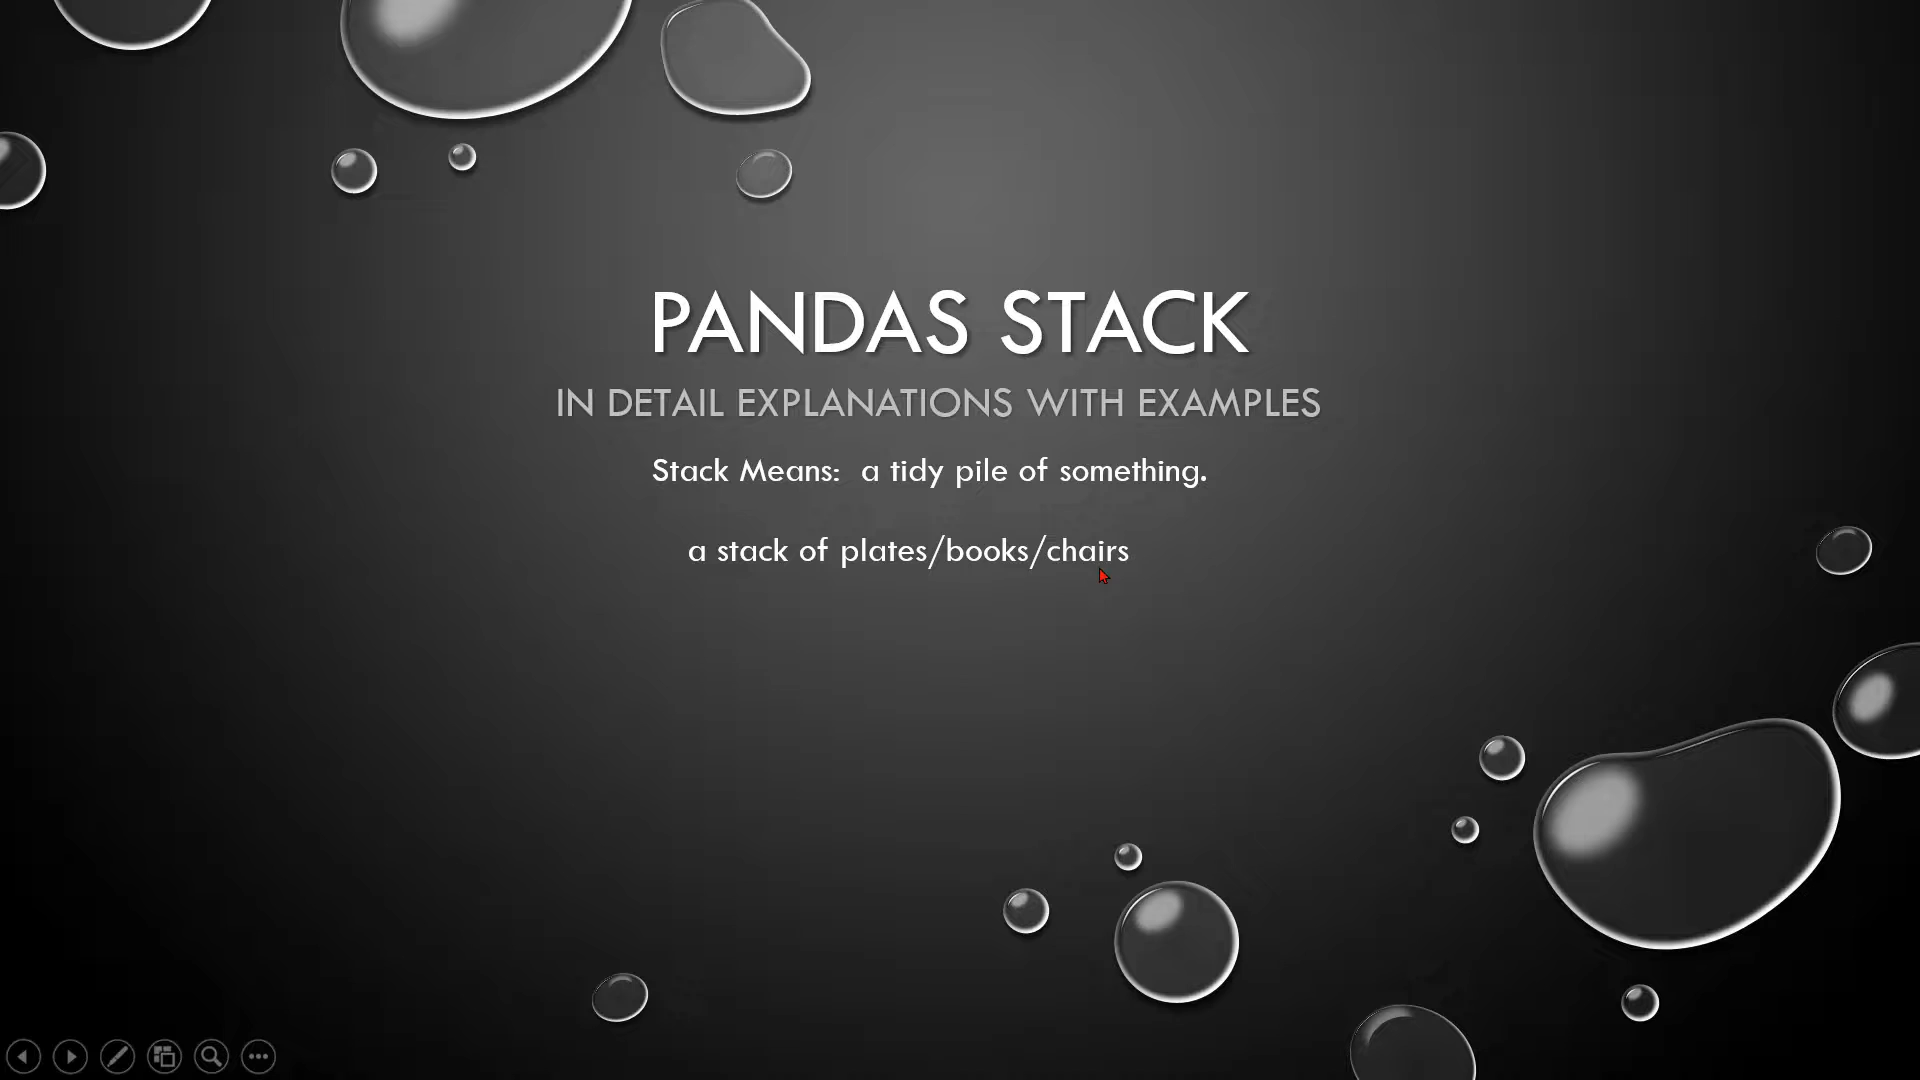 PANDAS STACK
IN DETAIL EXPLANATIONS WITH EXAMPLES
Stack Means:  a tidy pile of something.
a stack of plates/books/chairs